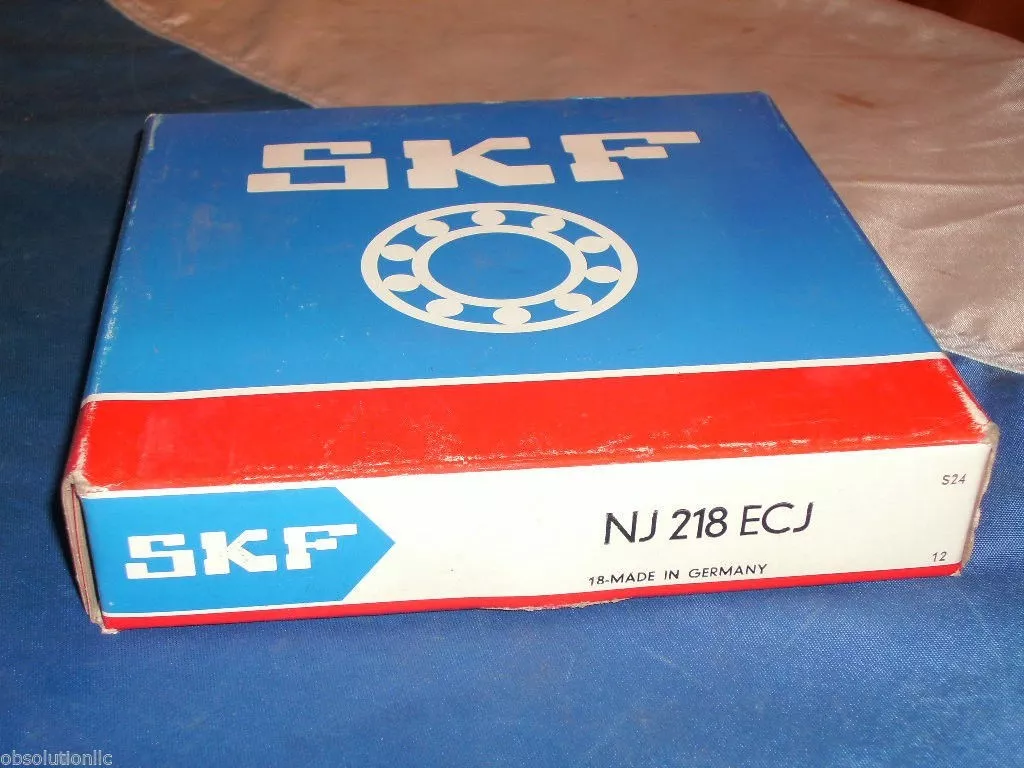 SKF
S24
SKF
NJ 218 ECJ
18-MADE IN GERMANY
12
obsolutionllc